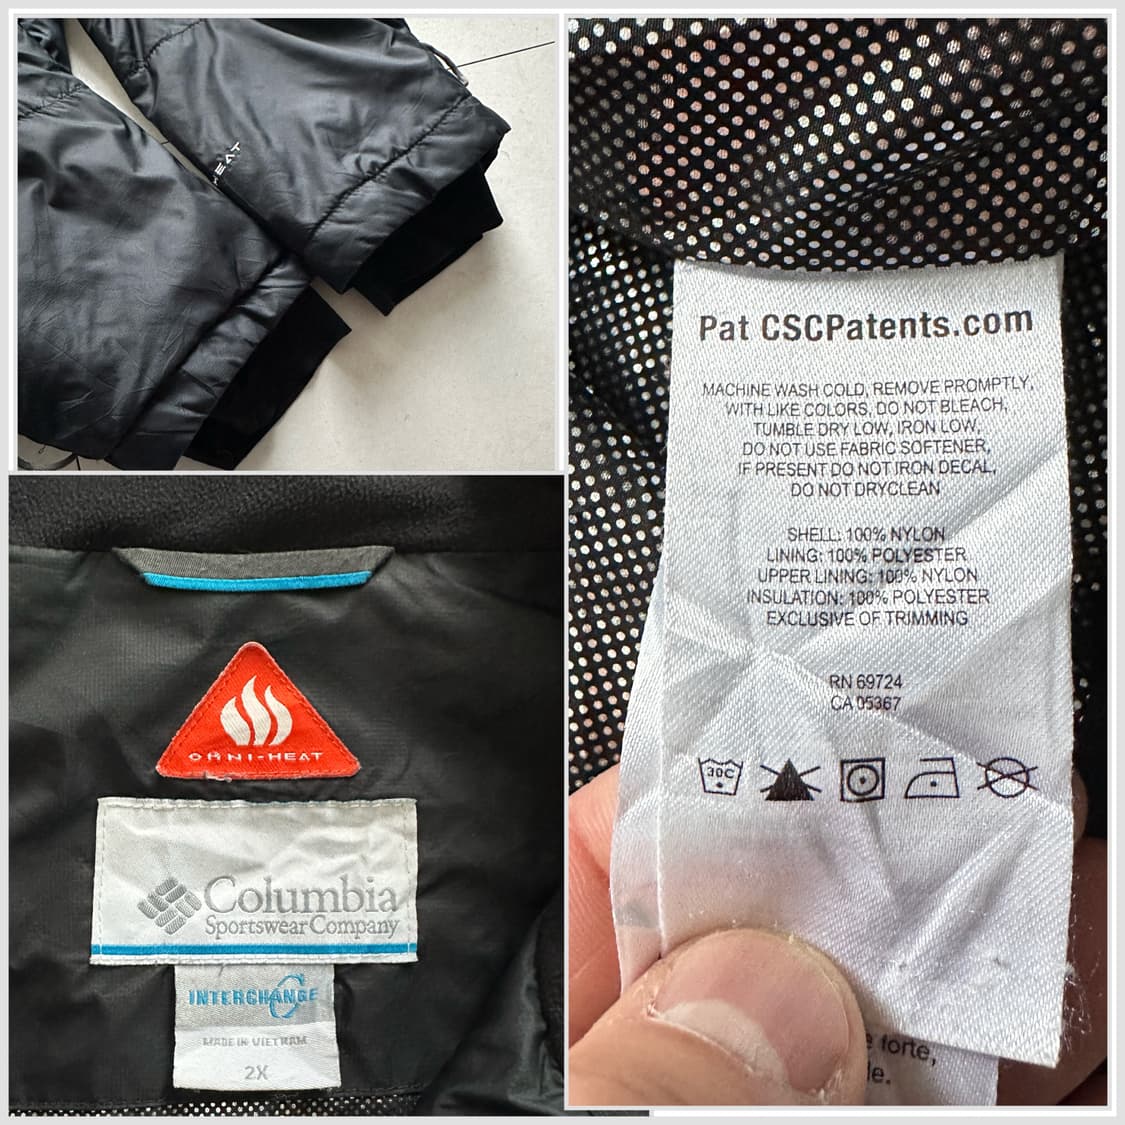 HEAT
OMNI-HEAT
Columbia
Sportswear Company
INTERCHANGE
MADE IN VIETNAM
2X
Pat CSCPatents.com
MACHINE WASH COLD, REMOVE PROMPTLY,
WITH LIKE COLORS, DO NOT BLEACH,
TUMBLE DRY LOW, IRON LOW,
DO NOT USE FABRIC SOFTENER,
IF PRESENT DO NOT IRON DECAL,
DO NOT DRYCLEAN
SHELL: 100% NYLON
LINING: 100% POLYESTER
UPPER LINING: 100% NYLON
INSULATION: 100% POLYESTER
EXCLUSIVE OF TRIMMING
RN 69724
CA 05367
30C
forte,